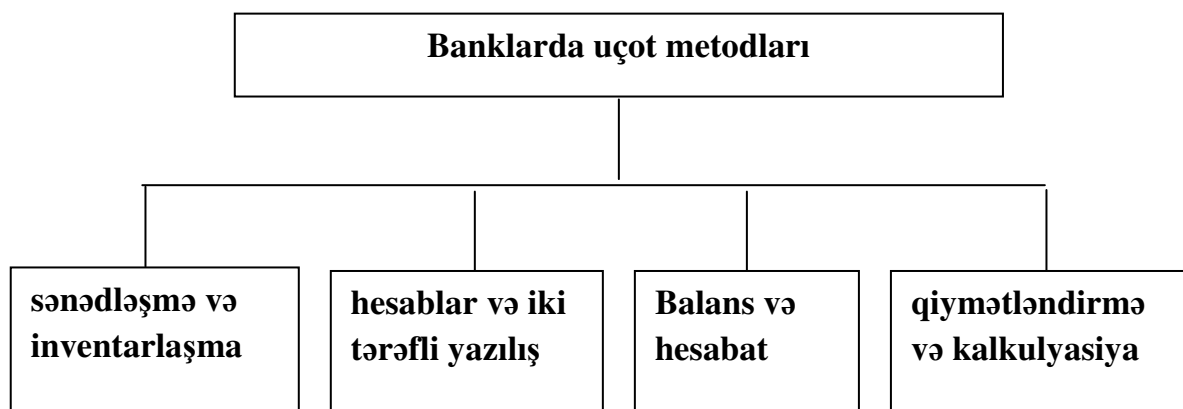 Banklarda uçot metodları
sənədləşmə və
inventarlaşma
hesablar və iki
tərəfli yazılış
Balans və
hesabat
qiymətləndirmə
və kalkulyasiya